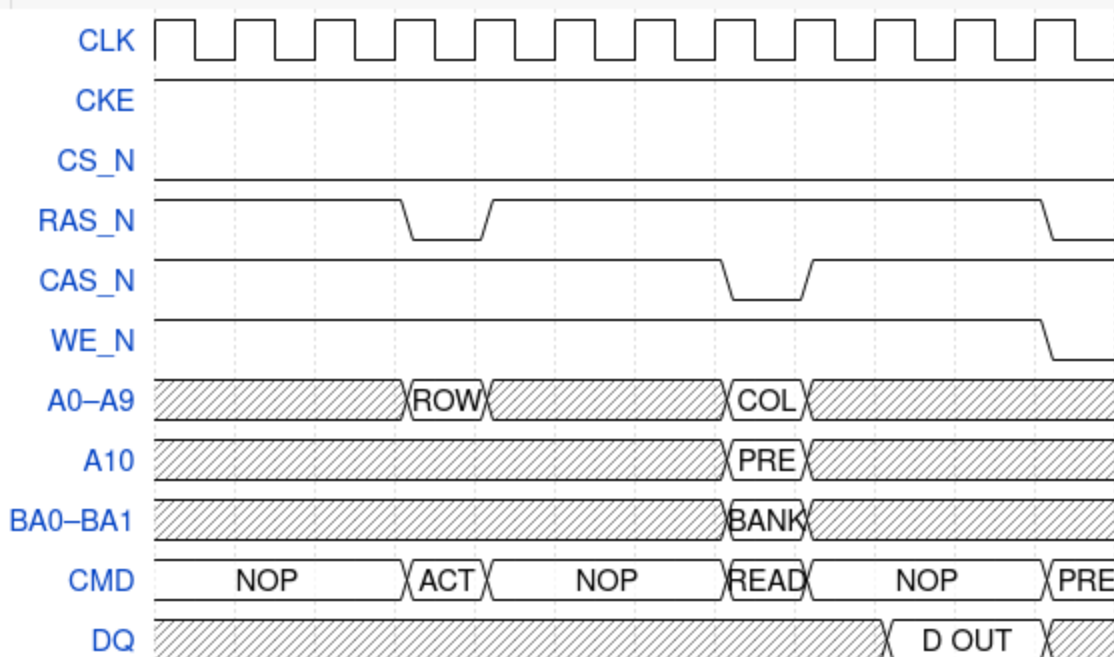 CLK
CKE
CS_N
RAS_N
CAS_N
WE_N
A0–A9 ROW COL
A10 PRE
BA0–BA1 BANK
CMD NOP ACT NOP READ NOP PRE
DQ D OUT